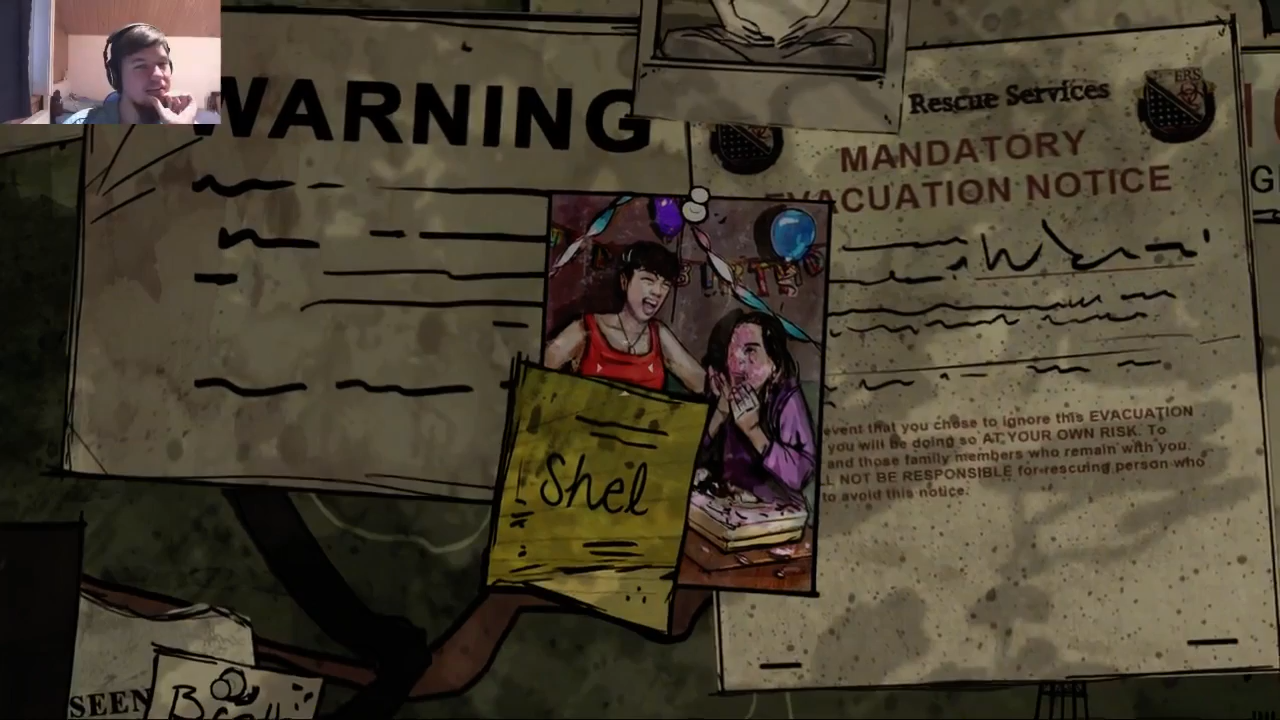 WARNING
ERS
Rescue Services
MANDATORY
EVACUATION NOTICE
G
BIRTH
event that you chose to ignore this EVACUATION
you will be doing so AT YOUR OWN RISK. To
and those family members who remain with you.
NOT BE RESPONSIBLE for rescuing person who
to avoid this notice.
Shel
SEEN